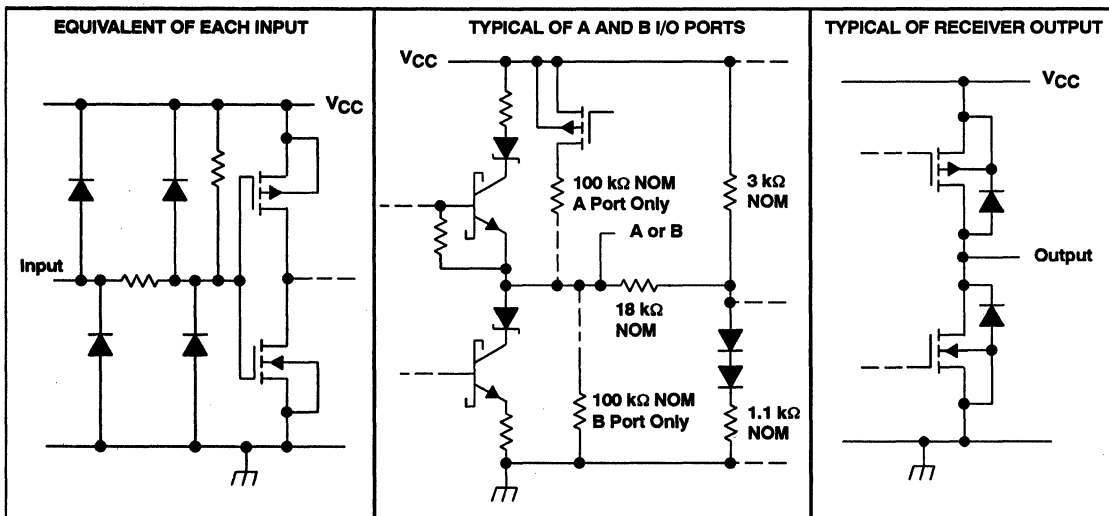 EQUIVALENT OF EACH INPUT
VCC
Input
TYPICAL OF A AND B I/O PORTS
VCC
100 kΩ NOM
A Port Only
3 kΩ
NOM
A or B
18 kΩ
NOM
100 kΩ NOM
B Port Only
1.1 kΩ
NOM
TYPICAL OF RECEIVER OUTPUT
VCC
Output